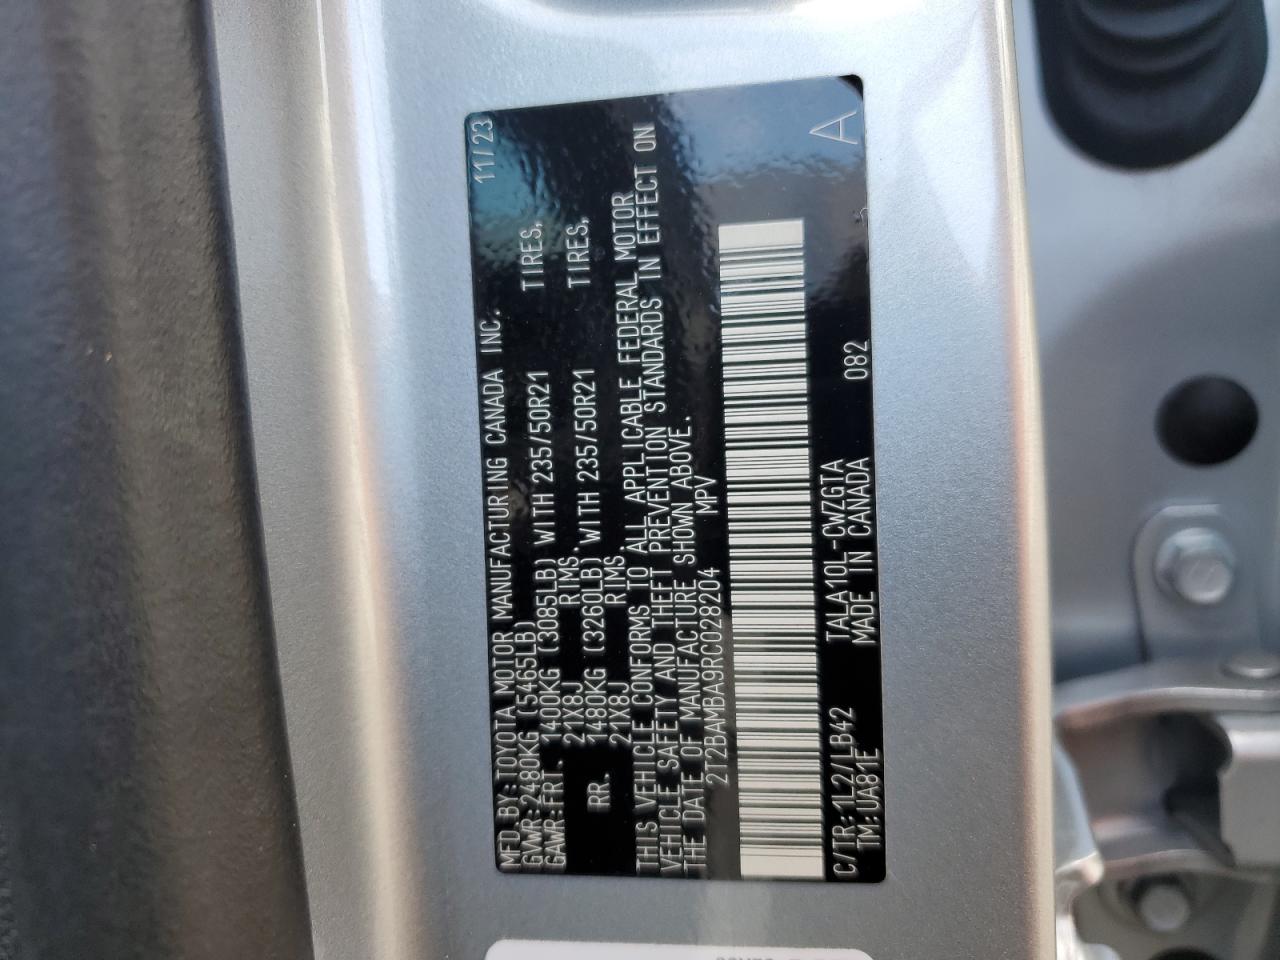 MFD. BY: TOYOTA MOTOR MANUFACTURING CANADA INC. 11/23
GVWR: 2480KG (5465LB)
GAWR: FRT. 1400KG (3085LB) WITH 235/50R21 TIRES,
21X8J RIMS.
RR. 1480KG (3260LB) WITH 235/50R21 TIRES,
21X8J RIMS.
THIS VEHICLE CONFORMS TO ALL APPLICABLE FEDERAL MOTOR
VEHICLE SAFETY AND THEFT PREVENTION STANDARDS IN EFFECT ON
THE DATE OF MANUFACTURE SHOWN ABOVE.
2T2BAMBA9RC028204 MPV
A
C/TR: 1L2/LB42 TALA10L-CWZGTA 082
TM: UA81E MADE IN CANADA